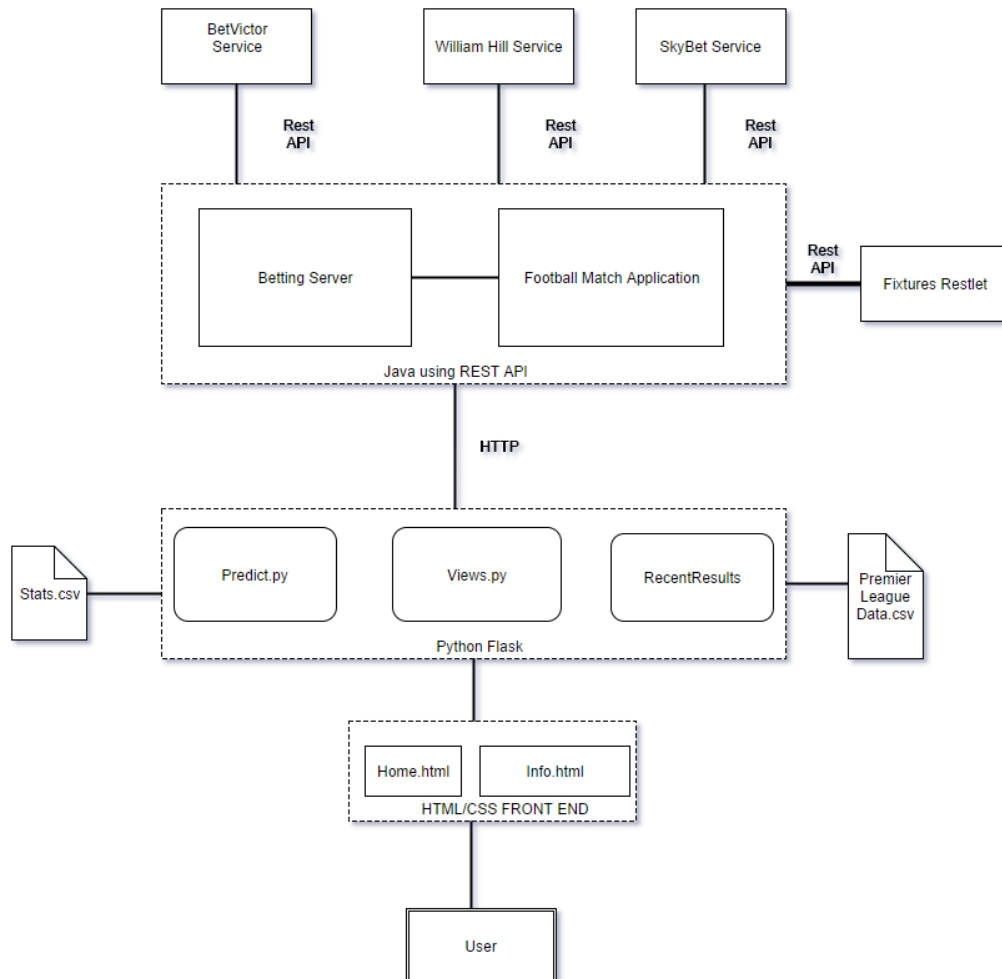 BetVictor
Service
William Hill Service
SkyBet Service
Rest
API
Rest
API
Rest
API
Betting Server
Football Match Application
Rest
API
Fixtures Restlet
Java using REST API
HTTP
Stats.csv
Predict.py
Views.py
RecentResults
Premier
League
Data.csv
Python Flask
Home.html
Info.html
HTML/CSS FRONT END
User